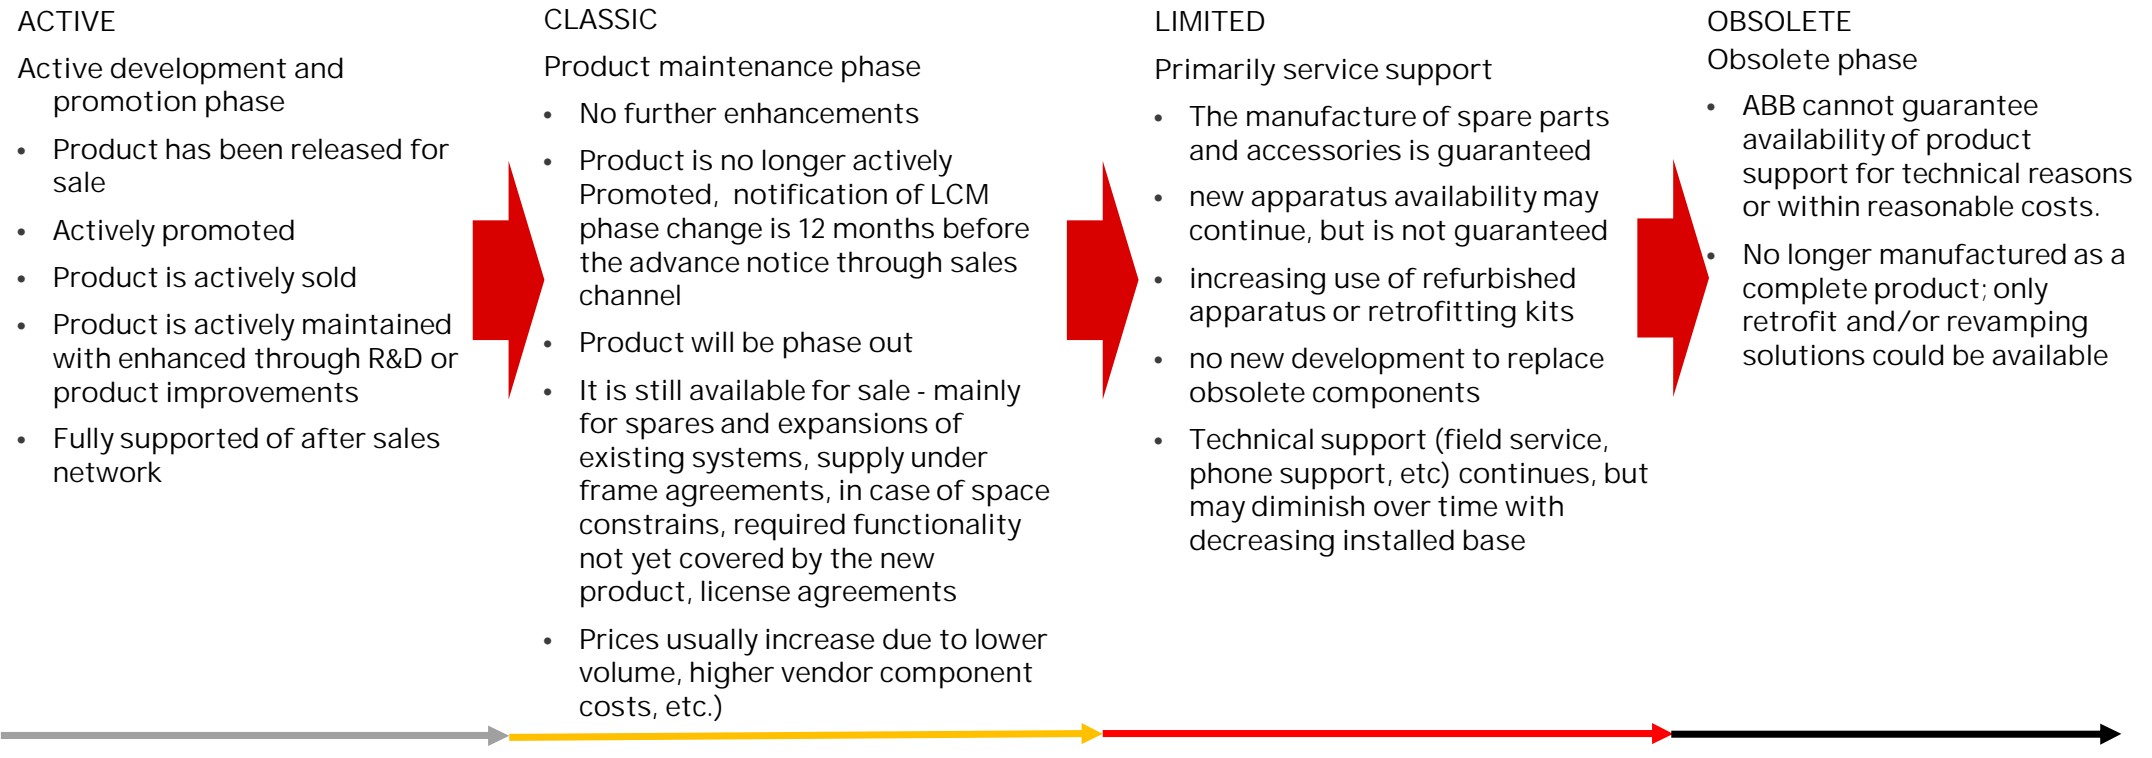 ACTIVE
Active development and
promotion phase
• Product has been released for
sale
• Actively promoted
• Product is actively sold
• Product is actively maintained
with enhanced through R&D or
product improvements
• Fully supported of after sales
network
CLASSIC
Product maintenance phase
• No further enhancements
• Product is no longer actively
Promoted, notification of LCM
phase change is 12 months before
the advance notice through sales
channel
• Product will be phase out
• It is still available for sale - mainly
for spares and expansions of
existing systems, supply under
frame agreements, in case of space
constrains, required functionality
not yet covered by the new
product, license agreements
• Prices usually increase due to lower
volume, higher vendor component
costs, etc.)
LIMITED
Primarily service support
• The manufacture of spare parts
and accessories is guaranteed
• new apparatus availability may
continue, but is not guaranteed
• increasing use of refurbished
apparatus or retrofitting kits
• no new development to replace
obsolete components
• Technical support (field service,
phone support, etc) continues, but
may diminish over time with
decreasing installed base
OBSOLETE
Obsolete phase
• ABB cannot guarantee
availability of product
support for technical reasons
or within reasonable costs.
• No longer manufactured as a
complete product; only
retrofit and/or revamping
solutions could be available